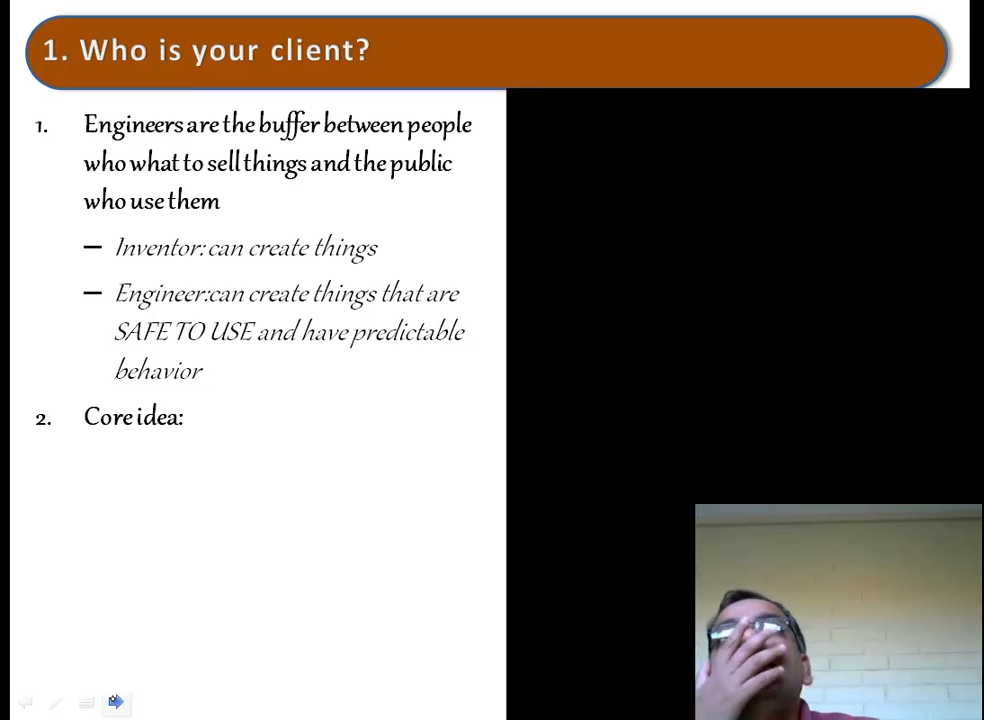 1. Who is your client?
1. Engineers are the buffer between people
who what to sell things and the public
who use them
– Inventor: can create things
– Engineer:can create things that are
SAFE TO USE and have predictable
behavior
2. Core idea: